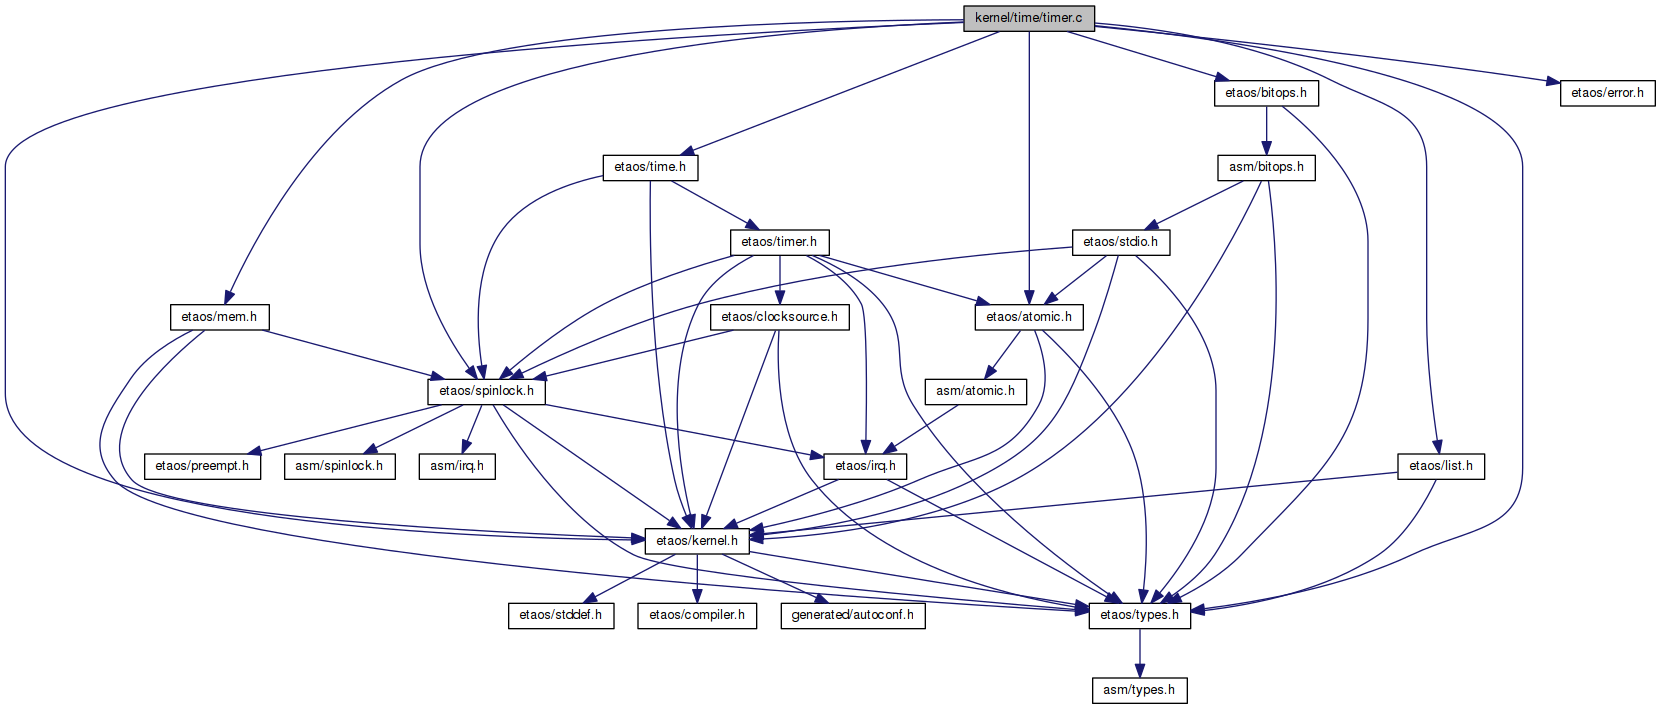 kernel/time/timer.c
etaos/bitops.h
etaos/error.h
etaos/time.h
asm/bitops.h
etaos/timer.h
etaos/stdio.h
etaos/mem.h
etaos/clocksource.h
etaos/atomic.h
etaos/spinlock.h
asm/atomic.h
etaos/preempt.h
asm/spinlock.h
asm/irq.h
etaos/irq.h
etaos/list.h
etaos/kernel.h
etaos/stddef.h
etaos/compiler.h
generated/autoconf.h
etaos/types.h
asm/types.h